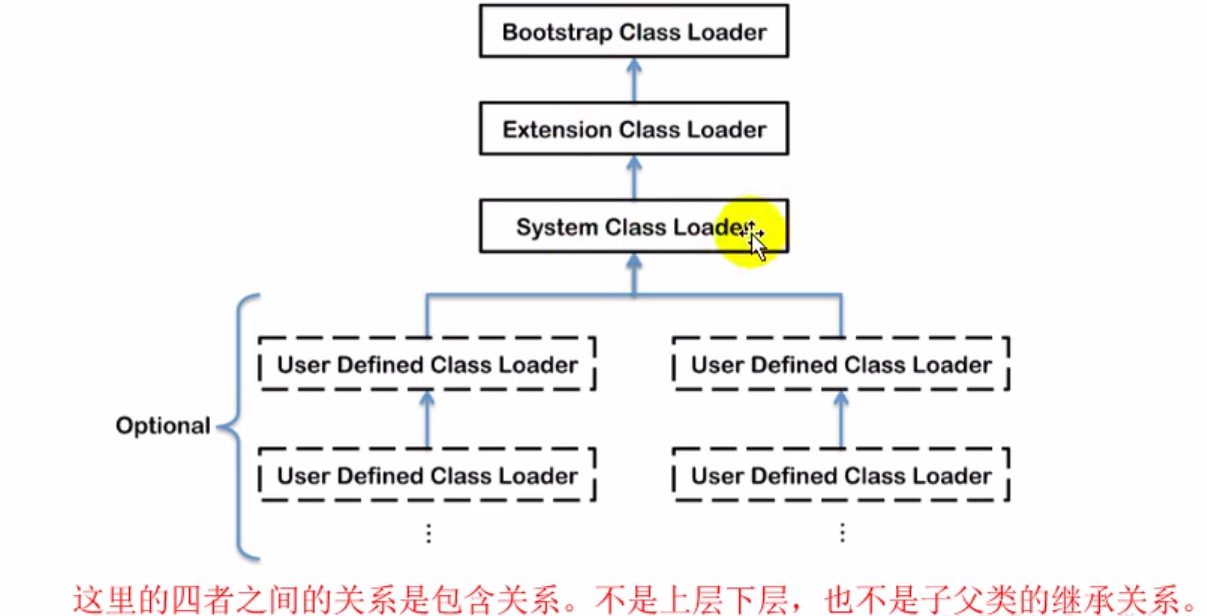 Bootstrap Class Loader
Extension Class Loader
System Class Loader
User Defined Class Loader
User Defined Class Loader
Optional
User Defined Class Loader
User Defined Class Loader
这里的四者之间的关系是包含关系。不是上层下层，也不是子父类的继承关系。